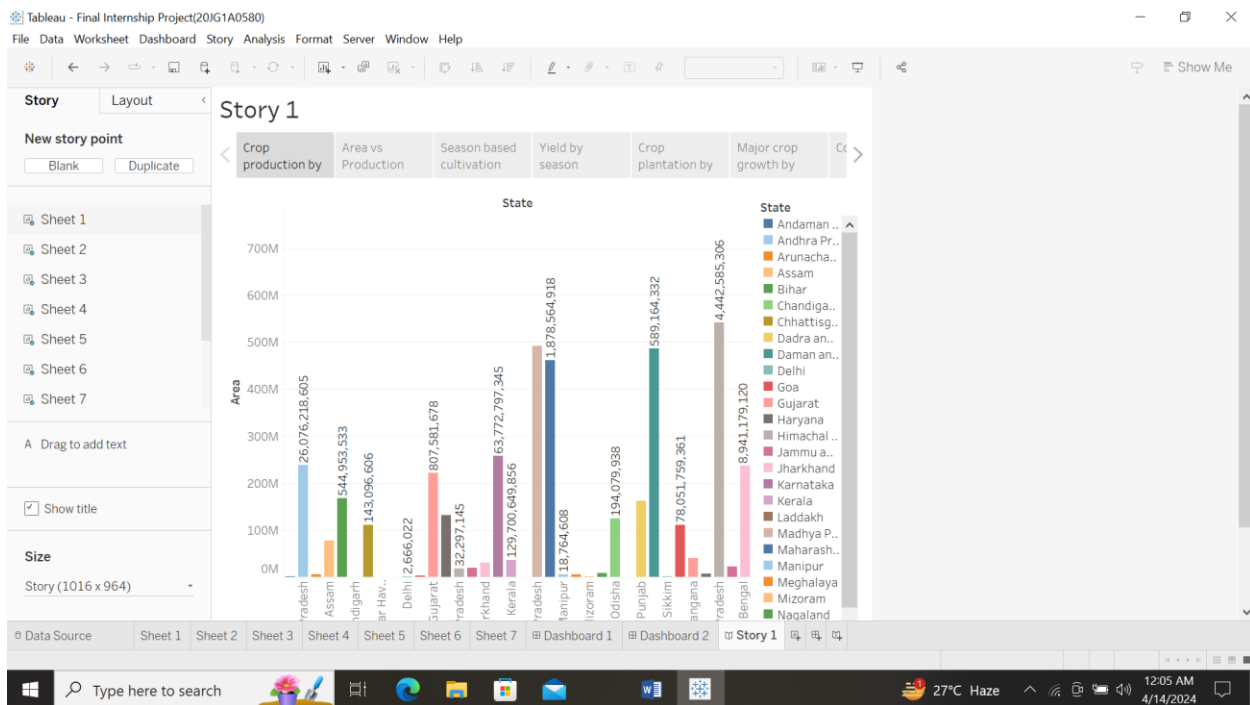 Tableau - Final Internship Project(20JG1A0580)
File Data Worksheet Dashboard Story Analysis Format Server Window Help
Show Me
Story Layout
New story point
Blank Duplicate
Sheet 1
Sheet 2
Sheet 3
Sheet 4
Sheet 5
Sheet 6
Sheet 7
A Drag to add text
Show title
Size
Story (1016 x 964)
Story 1
Crop
production by
Area vs
Production
Season based
cultivation
Yield by
season
Crop
plantation by
Major crop
growth by
State
Area
700M
600M
500M
400M
300M
200M
100M
0M
26,076,218,605
544,953,533
143,096,606
2,666,022
807,581,678
32,297,145
63,772,797,345
129,700,649,856
1,878,564,918
18,764,608
194,079,938
589,164,332
78,051,759,361
4,442,585,306
8,941,179,120
Pradesh
Assam
ndigarh
ar Hav..
Delhi
Gujarat
Pradesh
rkhand
Kerala
Pradesh
Manipur
lizoram
Odisha
Punjab
Sikkim
angana
Pradesh
Bengal
State
Andaman ..
Andhra Pr..
Arunacha..
Assam
Bihar
Chandiga..
Chhattisg..
Dadra an..
Daman an..
Delhi
Goa
Gujarat
Haryana
Himachal ..
Jammu a..
Jharkhand
Karnataka
Kerala
Laddakh
Madhya P..
Maharash..
Manipur
Meghalaya
Mizoram
Nagaland
Data Source Sheet 1 Sheet 2 Sheet 3 Sheet 4 Sheet 5 Sheet 6 Sheet 7 Dashboard 1 Dashboard 2 Story 1
Type here to search
27°C Haze
12:05 AM
4/14/2024